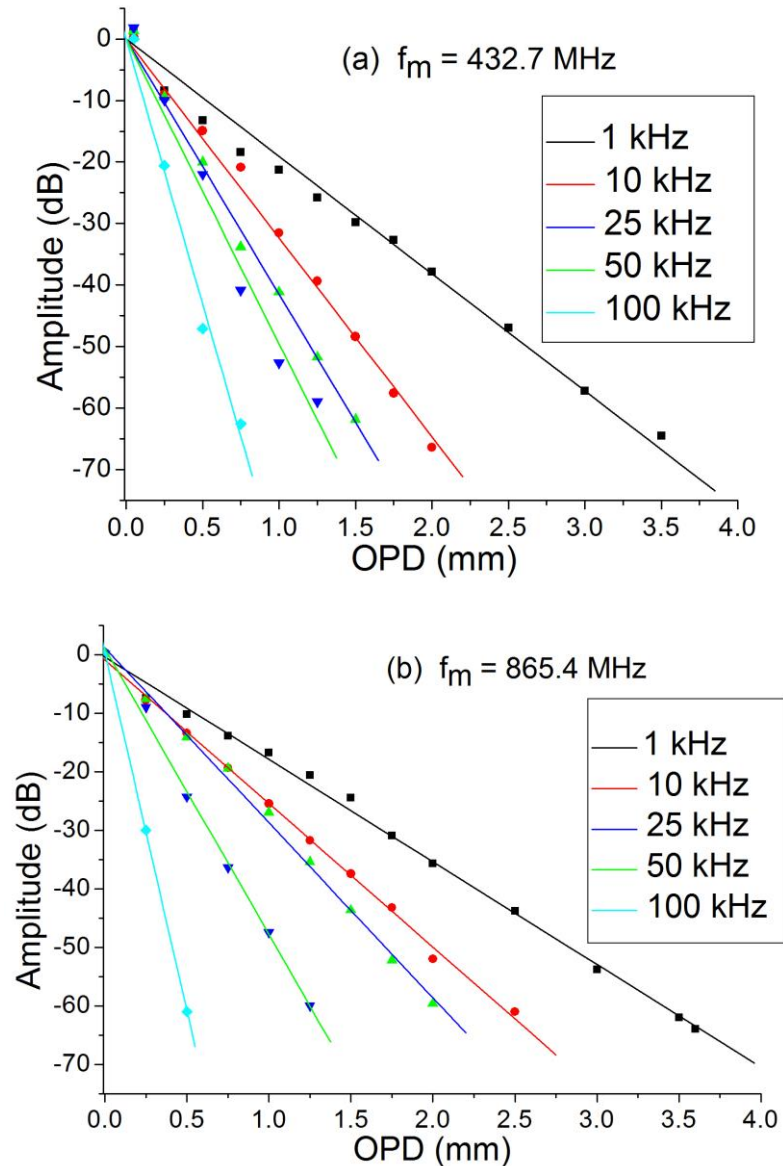 (a) fm = 432.7 MHz
1 kHz
10 kHz
25 kHz
50 kHz
100 kHz
Amplitude (dB)
0
-10
-20
-30
-40
-50
-60
-70
0.0 0.5 1.0 1.5 2.0 2.5 3.0 3.5 4.0
OPD (mm)
(b) fm = 865.4 MHz
1 kHz
10 kHz
25 kHz
50 kHz
100 kHz
Amplitude (dB)
0
-10
-20
-30
-40
-50
-60
-70
0.0 0.5 1.0 1.5 2.0 2.5 3.0 3.5 4.0
OPD (mm)